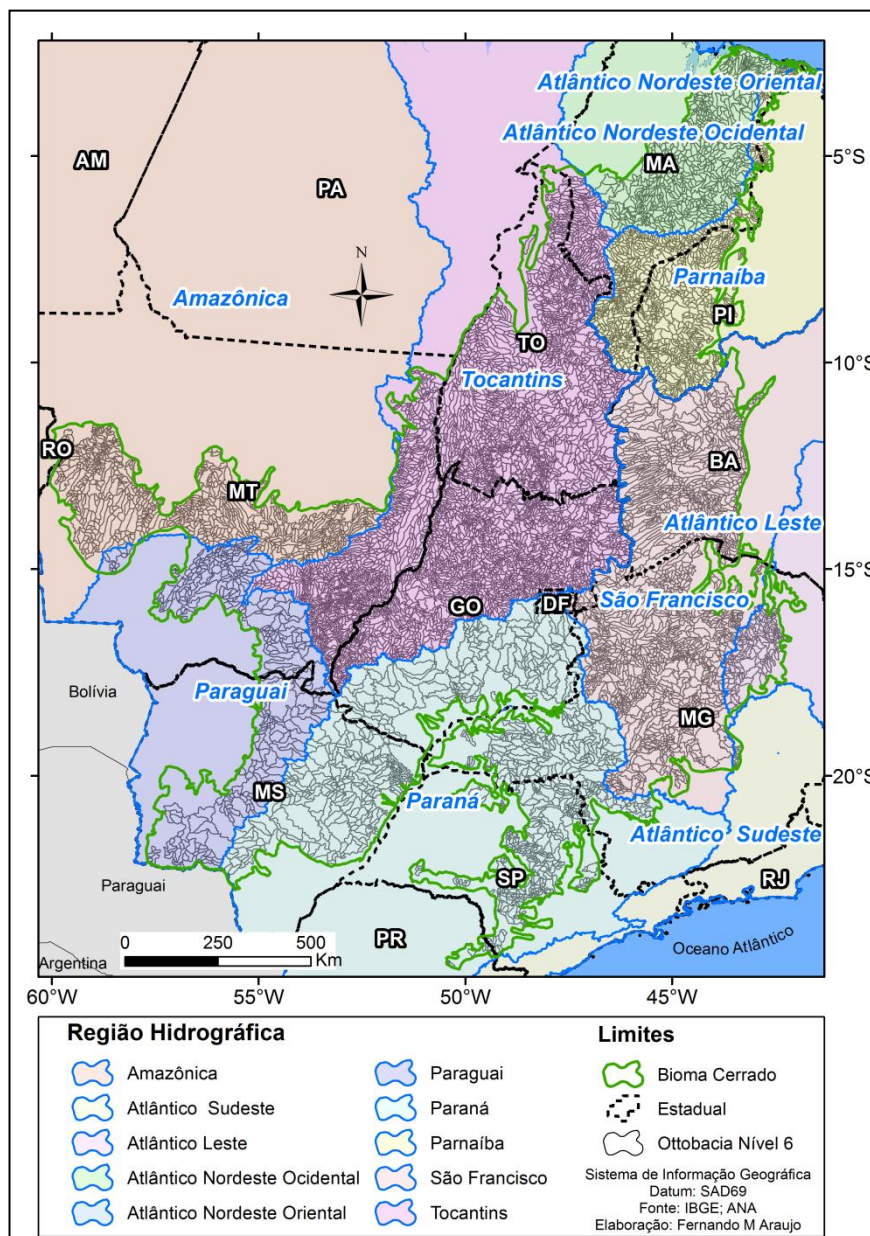 Atlântico Nordeste Oriental
Atlântico Nordeste Ocidental
AM
PA
MA
5°S
N
Amazônica
Parnaíba
PI
TO
10°S
Tocantins
RO
MT
BA
Atlântico Leste
15°S
GO
DF
São Francisco
Bolívia
Paraguai
MG
MS
20°S
Paraná
Atlântico Sudeste
Paraguai
SP
RJ
PR
0 250 500
Km
Argentina
Oceano Atlântico
60°W 55°W 50°W 45°W
Região Hidrográfica
Amazônica
Atlântico Sudeste
Atlântico Leste
Atlântico Nordeste Ocidental
Atlântico Nordeste Oriental
Paraguai
Paraná
Parnaíba
São Francisco
Tocantins
Limites
Bioma Cerrado
Estadual
Ottobacia Nível 6
Sistema de Informação Geográfica
Datum: SAD69
Fonte: IBGE; ANA
Elaboração: Fernando M Araujo